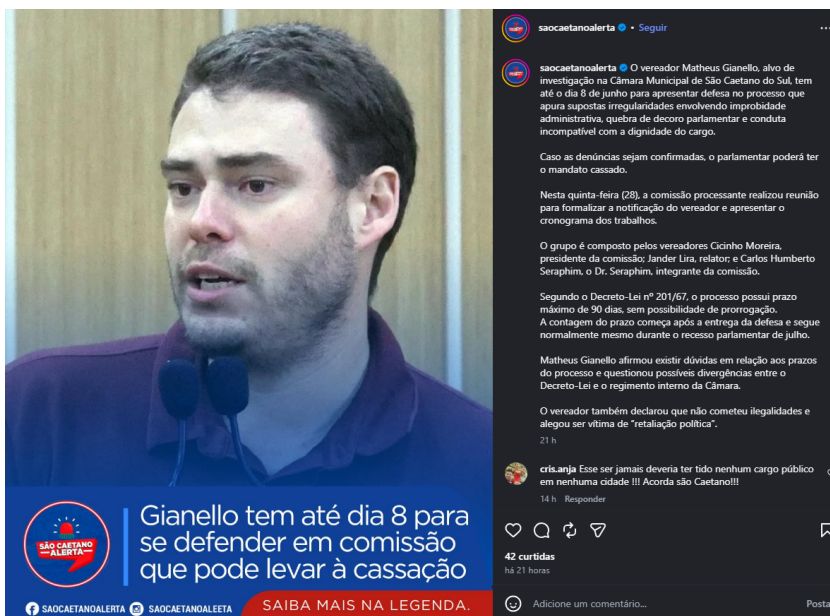 SÃO CAETANO
ALERTA
Gianello tem até dia 8 para
se defender em comissão
que pode levar à cassação
SAOCAETANOALERTA SAOCAETANOALEETA
SAIBA MAIS NA LEGENDA.
saocaetanoalerta • Seguir
saocaetanoalerta O vereador Matheus Gianello, alvo de
investigação na Câmara Municipal de São Caetano do Sul, tem
até o dia 8 de junho para apresentar defesa no processo que
apura supostas irregularidades envolvendo improbidade
administrativa, quebra de decoro parlamentar e conduta
incompatível com a dignidade do cargo.
Caso as denúncias sejam confirmadas, o parlamentar poderá ter
o mandato cassado.
Nesta quinta-feira (28), a comissão processante realizou reunião
para formalizar a notificação do vereador e apresentar o
cronograma dos trabalhos.
O grupo é composto pelos vereadores Cicinho Moreira,
presidente da comissão; Jander Lira, relator; e Carlos Humberto
Seraphim, o Dr. Seraphim, integrante da comissão.
Segundo o Decreto-Lei nº 201/67, o processo possui prazo
máximo de 90 dias, sem possibilidade de prorrogação.
A contagem do prazo começa após a entrega da defesa e segue
normalmente mesmo durante o recesso parlamentar de julho.
Matheus Gianello afirmou existir dúvidas em relação aos prazos
do processo e questionou possíveis divergências entre o
Decreto-Lei e o regimento interno da Câmara.
O vereador também declarou que não cometeu ilegalidades e
alegou ser vítima de "retaliação política".
21 h
cris.anja Esse ser jamais deveria ter tido nenhum cargo público
em nenhuma cidade !!! Acorda são Caetano!!!
14 h Responder
42 curtidas
há 21 horas
Adicione um comentário... Posta